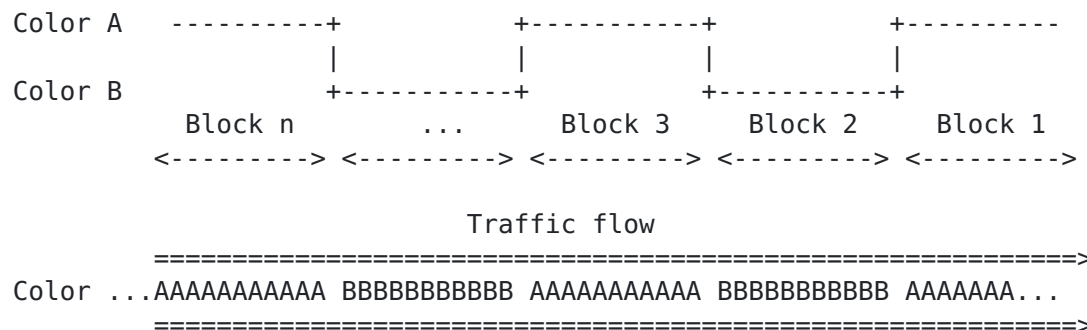 Color A   ----------+           +-----------+           +----------
                    |           |           |           |
Color B             +-----------+           +-----------+
           Block n        ...      Block 3     Block 2     Block 1
         <---------> <---------> <---------> <---------> <--------->
                             Traffic flow
         ===========================================================>
Color ...AAAAAAAAAAA BBBBBBBBBBB AAAAAAAAAAA BBBBBBBBBBB AAAAAAA...
         ===========================================================>